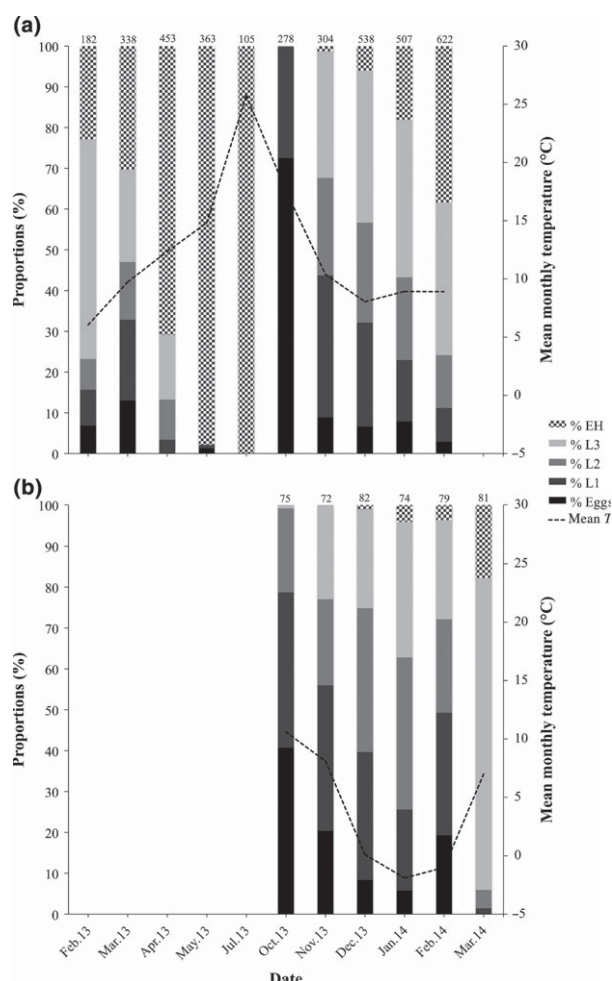 (a)
182 338 453 363 105 278 304 538 507 622
100
90
80
70
60
50
40
30
20
10
0
Proportions (%)
30
25
20
15
10
5
0
−5
Mean monthly temperature (°C)
% EH
% L3
% L2
% L1
% Eggs
Mean T
(b)
75 72 82 74 79 81
100
90
80
70
60
50
40
30
20
10
0
Proportions (%)
30
25
20
15
10
5
0
−5
Mean monthly temperature (°C)
Feb.13 Mar.13 Apr.13 May.13 Jul.13 Oct.13 Nov.13 Dec.13 Jan.14 Feb.14 Mar.14
Date